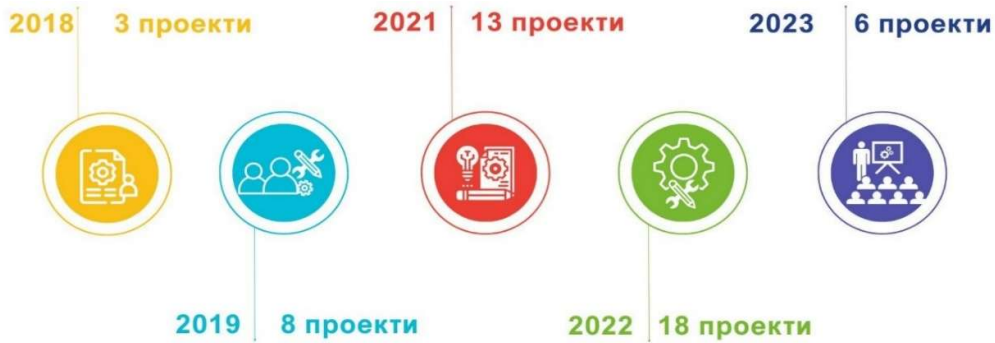 2018 3 проекти
2021 13 проекти
2023 6 проекти
2019 8 проекти
2022 18 проекти